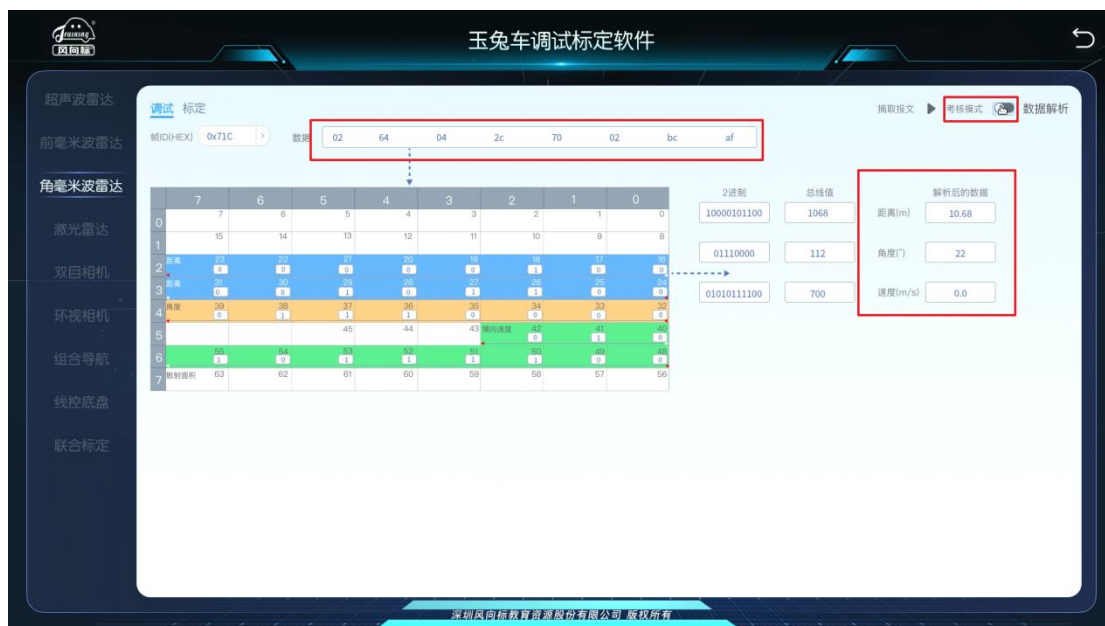 风向标
玉兔车调试标定软件
超声波雷达
前毫米波雷达
角毫米波雷达
激光雷达
双目相机
环视相机
组合导航
线控底盘
联合标定
调试 标定
摘取报文 考核模式 数据解析
帧ID(HEX) 0x71C 数据 02 64 04 2c 70 02 bc af
7 6 5 4 3 2 1 0
0 7 6 5 4 3 2 1 0
1 15 14 13 12 11 10 9 8
2 距离 23 22 21 20 19 18 17 16
0 0 0 0 0 1 0 0
3 距离 31 30 29 28 27 26 25 24
0 0 1 0 1 1 0 0
4 角度 39 38 37 36 35 34 33 32
0 1 1 1 0 0 0 0
5 45 44 43 横向速度 42 41 40
0 1 0
6 55 54 53 52 51 50 49 48
1 0 1 1 1 1 0 0
7 散射面积 63 62 61 60 59 58 57 56
2进制 总线值 解析后的数据
10000101100 1068 距离(m) 10.68
01110000 112 角度(°) 22
01010111100 700 速度(m/s) 0.0
深圳风向标教育资源股份有限公司 版权所有